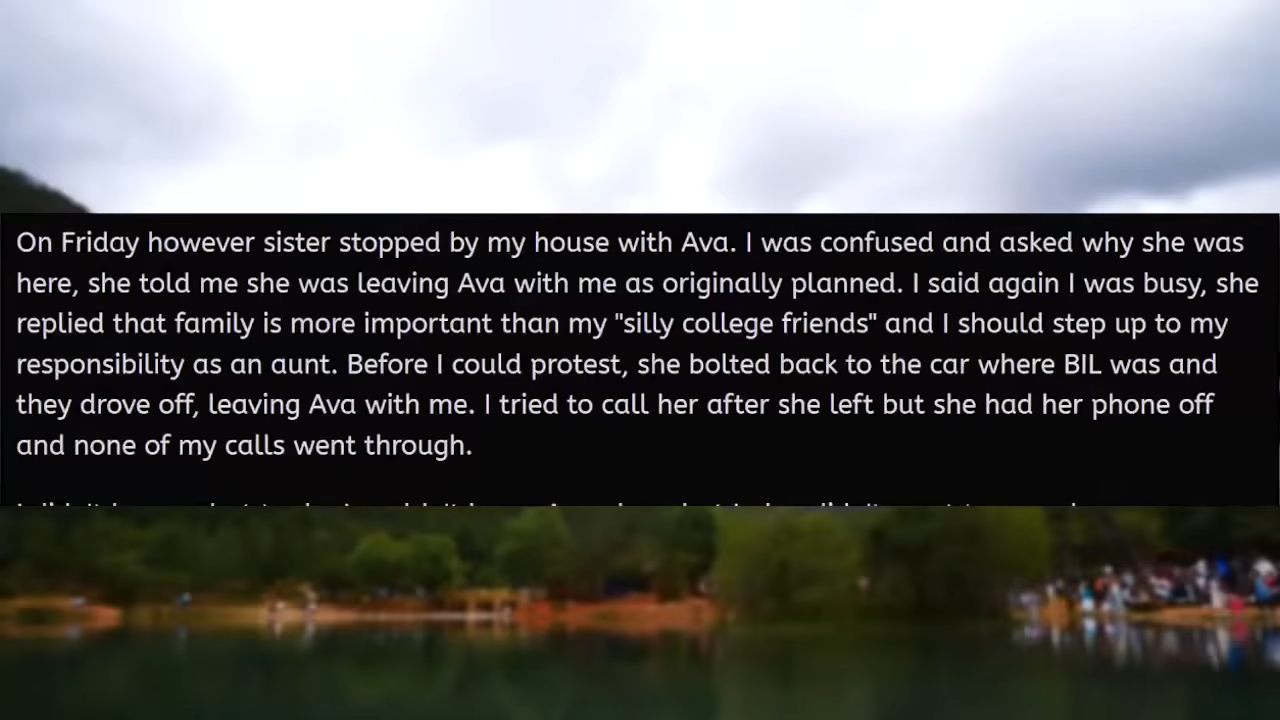 On Friday however sister stopped by my house with Ava. I was confused and asked why she was
here, she told me she was leaving Ava with me as originally planned. I said again I was busy, she
replied that family is more important than my "silly college friends" and I should step up to my
responsibility as an aunt. Before I could protest, she bolted back to the car where BIL was and
they drove off, leaving Ava with me. I tried to call her after she left but she had her phone off
and none of my calls went through.